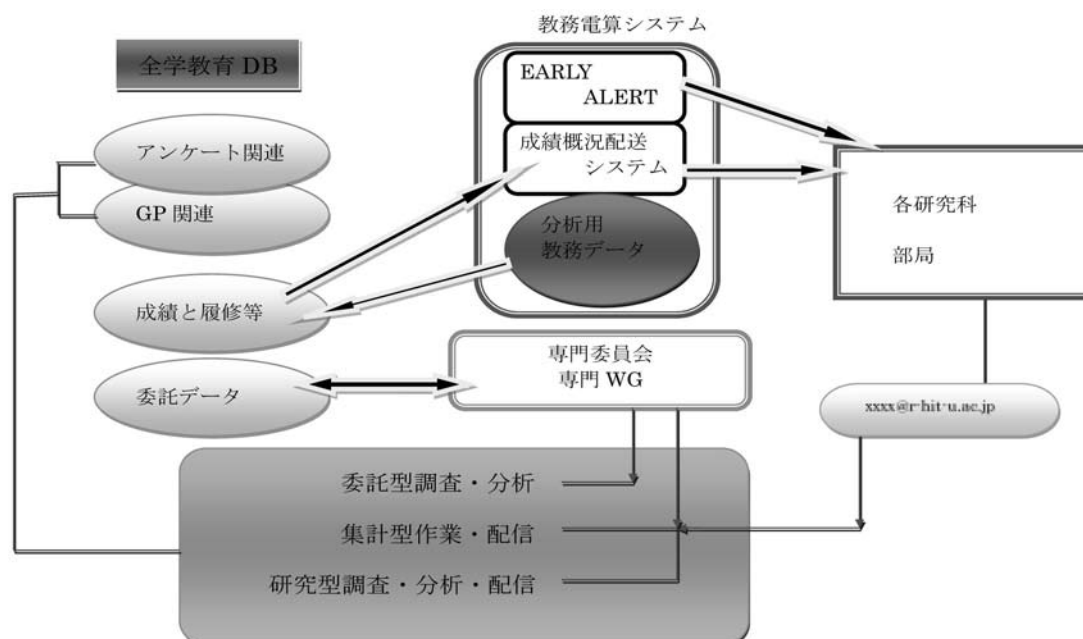 教務電算システム
全学教育 DB
EARLY
ALERT
成績概況配送
システム
アンケート関連
GP 関連
分析用
教務データ
各研究科
部局
成績と履修等
専門委員会
専門 WG
委託データ
xxxx@r-hit-u.ac.jp
委託型調査・分析
集計型作業・配信
研究型調査・分析・配信